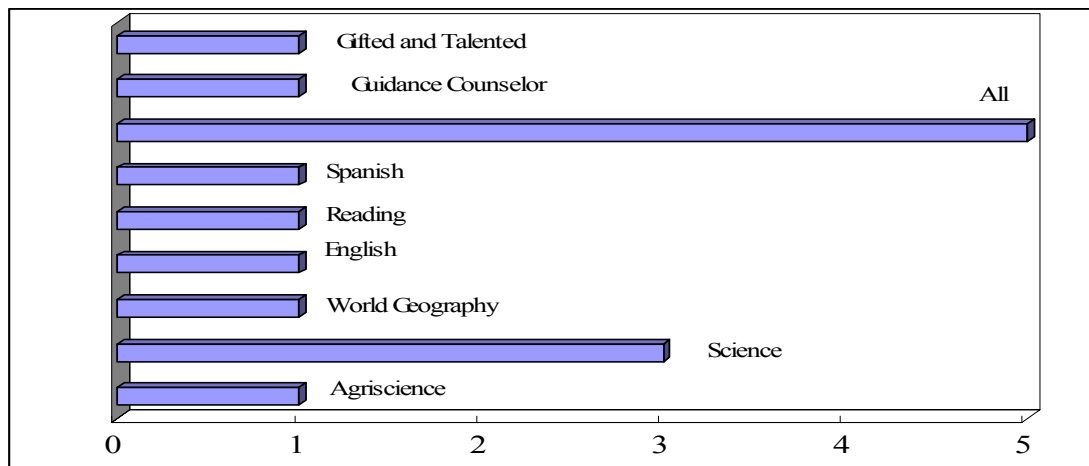 Gifted and Talented
Guidance Counselor
All
Spanish
Reading
English
World Geography
Science
Agriscience
0 1 2 3 4 5